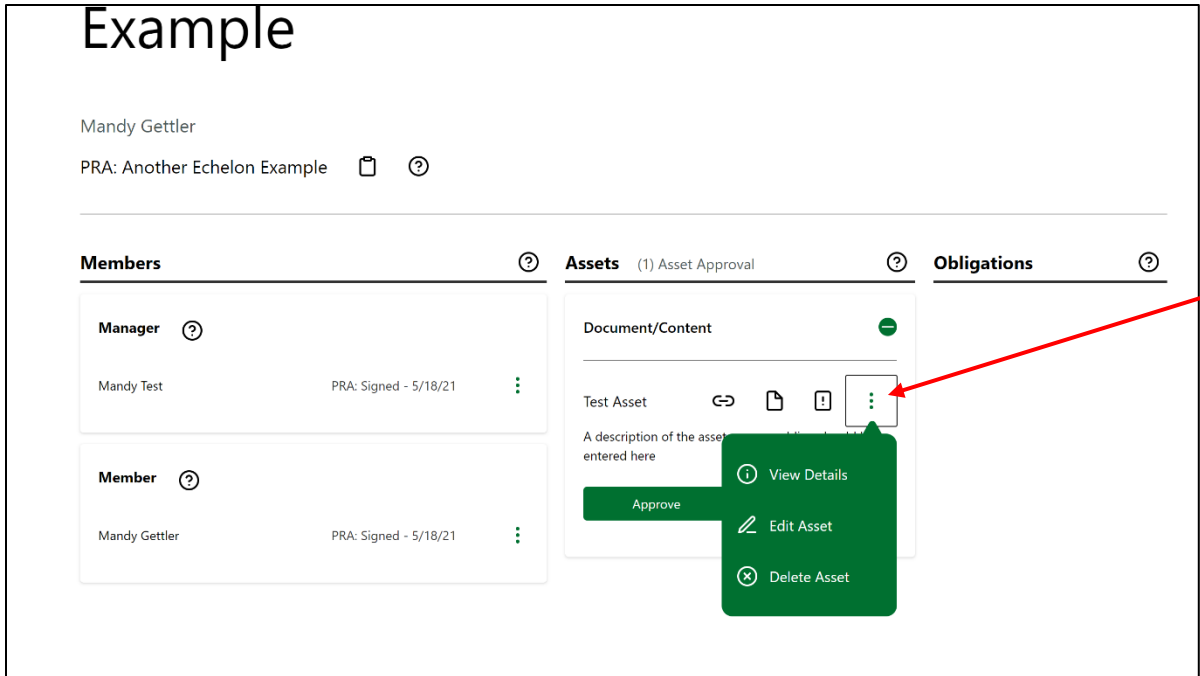 Example
Mandy Gettler
PRA: Another Echelon Example
Members
Assets (1) Asset Approval
Obligations
Manager
Mandy Test PRA: Signed - 5/18/21
Member
Mandy Gettler PRA: Signed - 5/18/21
Document/Content
Test Asset
A description of the asset
entered here
Approve
View Details
Edit Asset
Delete Asset